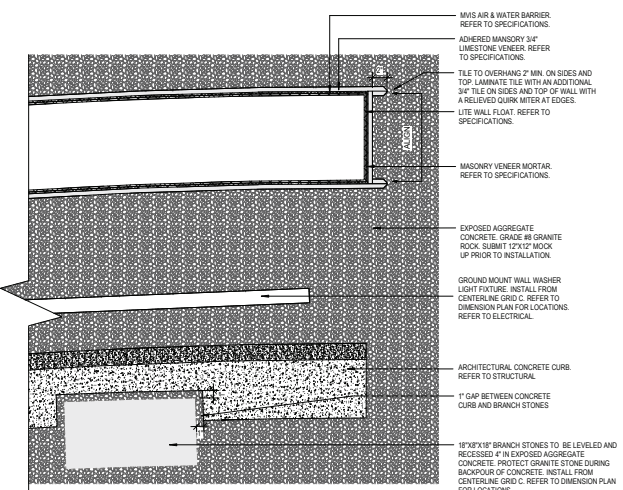 MVIS AIR & WATER BARRIER.
REFER TO SPECIFICATIONS.
ADHERED MANSORY 3/4"
LIMESTONE VENEER. REFER
TO SPECIFICATIONS.
TILE TO OVERHANG 2" MIN. ON SIDES AND
TOP. LAMINATE TILE WITH AN ADDITIONAL
3/4" TILE ON SIDES AND TOP OF WALL WITH
A RELIEVED QUIRK MITER AT EDGES.
LITE WALL FLOAT. REFER TO
SPECIFICATIONS.
ALIGN
MASONRY VENEER MORTAR.
REFER TO SPECIFICATIONS.
EXPOSED AGGREGATE
CONCRETE. GRADE #8 GRANITE
ROCK. SUBMIT 12"X12" MOCK
UP PRIOR TO INSTALLATION.
GROUND MOUNT WALL WASHER
LIGHT FIXTURE. INSTALL FROM
CENTERLINE GRID C. REFER TO
DIMENSION PLAN FOR LOCATIONS.
REFER TO ELECTRICAL.
ARCHITECTURAL CONCRETE CURB.
REFER TO STRUCTURAL
1" GAP BETWEEN CONCRETE
CURB AND BRANCH STONES
18"X8"X18" BRANCH STONES TO BE LEVELED AND
RECESSED 4" IN EXPOSED AGGREGATE
CONCRETE. PROTECT GRANITE STONE DURING
BACKPOUR OF CONCRETE. INSTALL FROM
CENTERLINE GRID C. REFER TO DIMENSION PLAN
FOR LOCATIONS